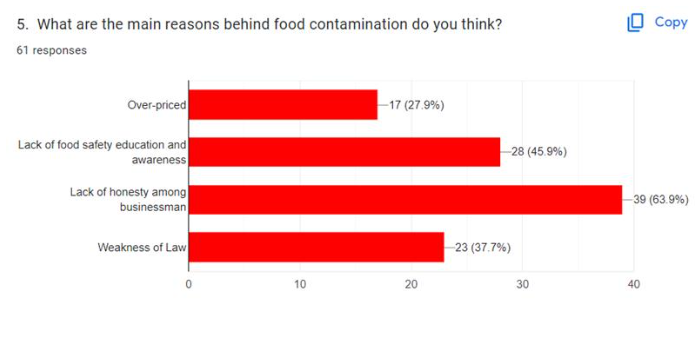 5. What are the main reasons behind food contamination do you think?
Copy
61 responses
Over-priced
17 (27.9%)
Lack of food safety education and
awareness
28 (45.9%)
Lack of honesty among
businessman
39 (63.9%)
Weakness of Law
23 (37.7%)
0 10 20 30 40